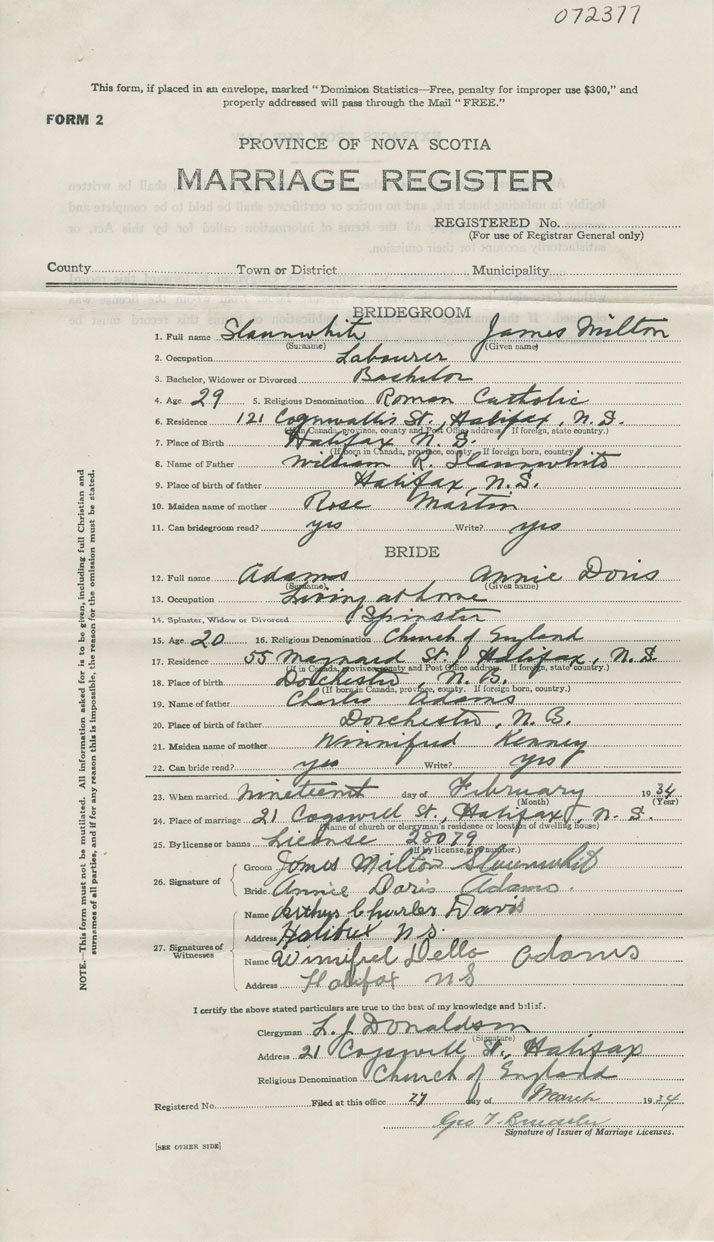 072377
This form, if placed in an envelope, marked "Dominion Statistics—Free, penalty for improper use $300," and
properly addressed will pass through the Mail "FREE."
FORM 2
PROVINCE OF NOVA SCOTIA
MARRIAGE REGISTER
REGISTERED No.
(For use of Registrar General only)
County Town or District Municipality
BRIDEGROOM
1. Full name Slaunwhite James Milton
(Surname) (Given name)
2. Occupation Labourer
3. Bachelor, Widower or Divorced Bachelor
4. Age 29 5. Religious Denomination Roman Catholic
6. Residence 121 Cornwallis St., Halifax, N.S.
(If in Canada, province, county and Post Office address. If foreign, state country.)
7. Place of Birth Halifax N.S.
(If born in Canada, province, county. If foreign born, country)
8. Name of Father William R. Slaunwhite
9. Place of birth of father Halifax, N.S.
10. Maiden name of mother Rose Martin
11. Can bridegroom read? yes Write? yes
BRIDE
12. Full name Adams Annie Doris
(Surname) (Given name)
13. Occupation Living at home
14. Spinster, Widow or Divorced Spinster
15. Age 20 16. Religious Denomination Church of England
17. Residence 55 Maynard St., Halifax, N.S.
(If in Canada, province, county and Post Office address. If foreign, state country.)
18. Place of birth Dorchester, N.B.
(If born in Canada, province, county. If foreign born, country.)
19. Name of father Charles Adams
20. Place of birth of father Dorchester, N.B.
21. Maiden name of mother Winnifred Kenney
22. Can bride read? yes Write? yes
23. When married nineteenth day of February 1934
(Month) (Year)
24. Place of marriage 21 Cogswell St., Halifax, N.S.
(Name of church or clergyman's residence or location of dwelling house)
25. By license or banns License 28079
(If by license, give number.)
26. Signature of Groom James Milton Slaunwhite
Bride Annie Doris Adams.
27. Signatures of Witnesses
Name Arthur Charles Davis
Address Halifax N.S.
Name Winnifred Della Adams
Address Halifax N S
I certify the above stated particulars are true to the best of my knowledge and belief.
Clergyman L. J. Donaldson
(Signature)
Address 21 Cogswell St., Halifax
Religious Denomination Church of England
Registered No. Filed at this office 27 day of March 1934
Geo T.
Signature of Issuer of Marriage Licenses.
[SEE OTHER SIDE]
NOTE.—This form must not be mutilated. All information asked for is to be given, including full Christian and
surnames of all parties, and if for any reason this is impossible, the reason for the omission must be stated.